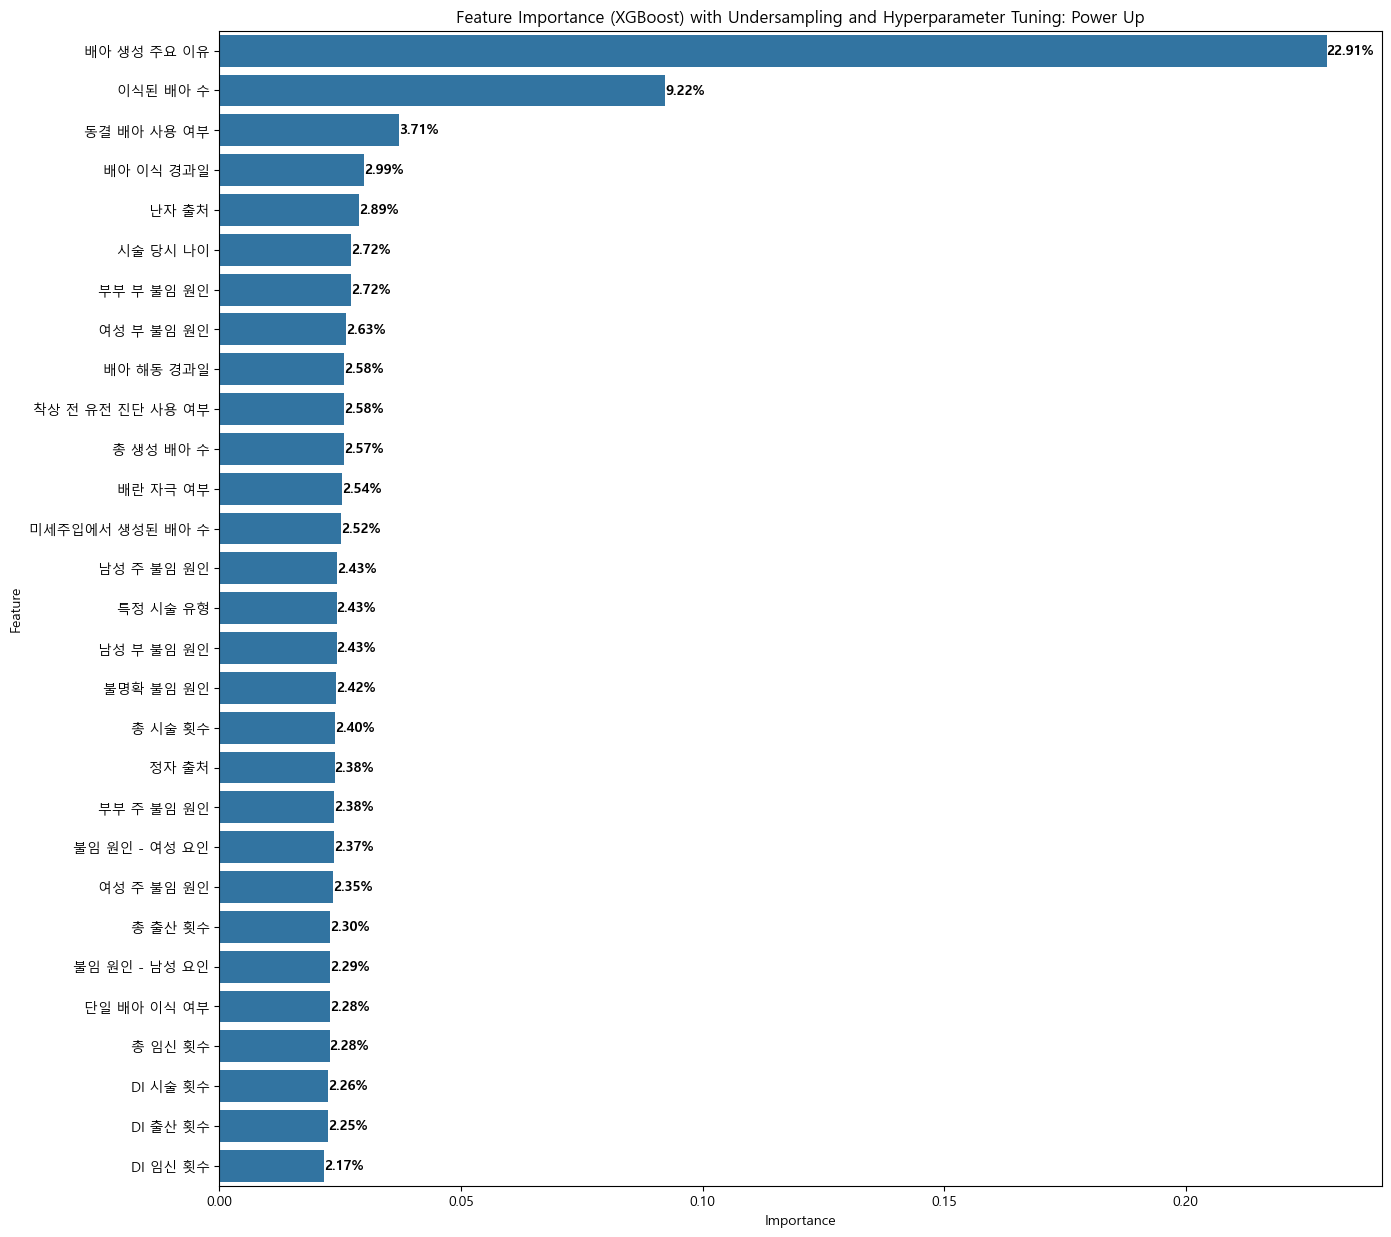 Feature Importance (XGBoost) with Undersampling and Hyperparameter Tuning: Power Up
배아 생성 주요 이유 22.91%
이식된 배아 수 9.22%
동결 배아 사용 여부 3.71%
배아 이식 경과일 2.99%
난자 출처 2.89%
시술 당시 나이 2.72%
부부 부 불임 원인 2.72%
여성 부 불임 원인 2.63%
배아 해동 경과일 2.58%
착상 전 유전 진단 사용 여부 2.58%
총 생성 배아 수 2.57%
배란 자극 여부 2.54%
미세주입에서 생성된 배아 수 2.52%
남성 주 불임 원인 2.43%
특정 시술 유형 2.43%
남성 부 불임 원인 2.43%
불명확 불임 원인 2.42%
총 시술 횟수 2.40%
정자 출처 2.38%
부부 주 불임 원인 2.38%
불임 원인 - 여성 요인 2.37%
여성 주 불임 원인 2.35%
총 출산 횟수 2.30%
불임 원인 - 남성 요인 2.29%
단일 배아 이식 여부 2.28%
총 임신 횟수 2.28%
DI 시술 횟수 2.26%
DI 출산 횟수 2.25%
DI 임신 횟수 2.17%
Feature
0.00 0.05 0.10 0.15 0.20
Importance